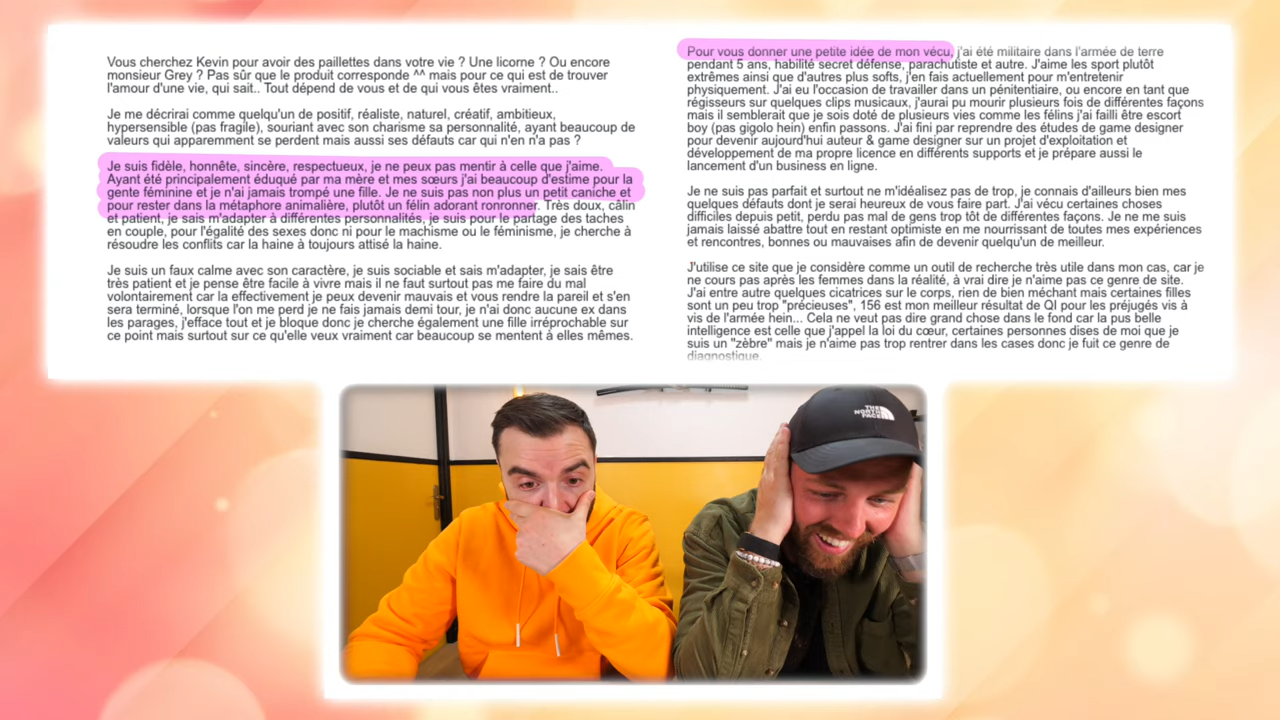 Vous cherchez Kevin pour avoir des paillettes dans votre vie ? Une licorne ? Ou encore
monsieur Grey ? Pas sûr que le produit corresponde ^^ mais pour ce qui est de trouver
l'amour d'une vie, qui sait.. Tout dépend de vous et de qui vous êtes vraiment..
Je me décrirai comme quelqu'un de positif, réaliste, naturel, créatif, ambitieux,
hypersensible (pas fragile), souriant avec son charisme sa personnalité, ayant beaucoup de
valeurs qui apparemment se perdent mais aussi ses défauts car qui n'en n'a pas ?
Je suis fidèle, honnête, sincère, respectueux, je ne peux pas mentir à celle que j'aime.
Ayant été principalement éduqué par ma mère et mes sœurs j'ai beaucoup d'estime pour la
gente féminine et je n'ai jamais trompé une fille. Je ne suis pas non plus un petit caniche et
pour rester dans la métaphore animalière, plutôt un félin adorant ronronner. Très doux, câlin
et patient, je sais m'adapter à différentes personnalités, je suis pour le partage des taches
en couple, pour l'égalité des sexes donc ni pour le machisme ou le féminisme, je cherche à
résoudre les conflits car la haine à toujours attisé la haine.
Je suis un faux calme avec son caractère, je suis sociable et sais m'adapter, je sais être
très patient et je pense être facile à vivre mais il ne faut surtout pas me faire du mal
volontairement car la effectivement je peux devenir mauvais et vous rendre la pareil et s'en
sera terminé, lorsque l'on me perd je ne fais jamais demi tour, je n'ai donc aucune ex dans
les parages, j'efface tout et je bloque donc je cherche également une fille irréprochable sur
ce point mais surtout sur ce qu'elle veux vraiment car beaucoup se mentent à elles mêmes.
Pour vous donner une petite idée de mon vécu, j'ai été militaire dans l'armée de terre
pendant 5 ans, habilité secret défense, parachutiste et autre. J'aime les sport plutôt
extrêmes ainsi que d'autres plus softs, j'en fais actuellement pour m'entretenir
physiquement. J'ai eu l'occasion de travailler dans un pénitentiaire, ou encore en tant que
régisseurs sur quelques clips musicaux, j'aurai pu mourir plusieurs fois de différentes façons
mais il semblerait que je sois doté de plusieurs vies comme les félins j'ai failli être escort
boy (pas gigolo hein) enfin passons. J'ai fini par reprendre des études de game designer
pour devenir aujourd'hui auteur & game designer sur un projet d'exploitation et
développement de ma propre licence en différents supports et je prépare aussi le
lancement d'un business en ligne.
Je ne suis pas parfait et surtout ne m'idéalisez pas de trop, je connais d'ailleurs bien mes
quelques défauts dont je serai heureux de vous faire part. J'ai vécu certaines choses
difficiles depuis petit, perdu pas mal de gens trop tôt de différentes façons. Je ne me suis
jamais laissé abattre tout en restant optimiste en me nourrissant de toutes mes expériences
et rencontres, bonnes ou mauvaises afin de devenir quelqu'un de meilleur.
J'utilise ce site que je considère comme un outil de recherche très utile dans mon cas, car je
ne cours pas après les femmes dans la réalité, à vrai dire je n'aime pas ce genre de site.
J'ai entre autre quelques cicatrices sur le corps, rien de bien méchant mais certaines filles
sont un peu trop "précieuses", 156 est mon meilleur résultat de QI pour les préjugés vis à
vis de l'armée hein... Cela ne veut pas dire grand chose dans le fond car la pus belle
intelligence est celle que j'appel la loi du cœur, certaines personnes dises de moi que je
suis un "zèbre" mais je n'aime pas trop rentrer dans les cases donc je fuit ce genre de
diagnostique.
THE
NORTH
FACE